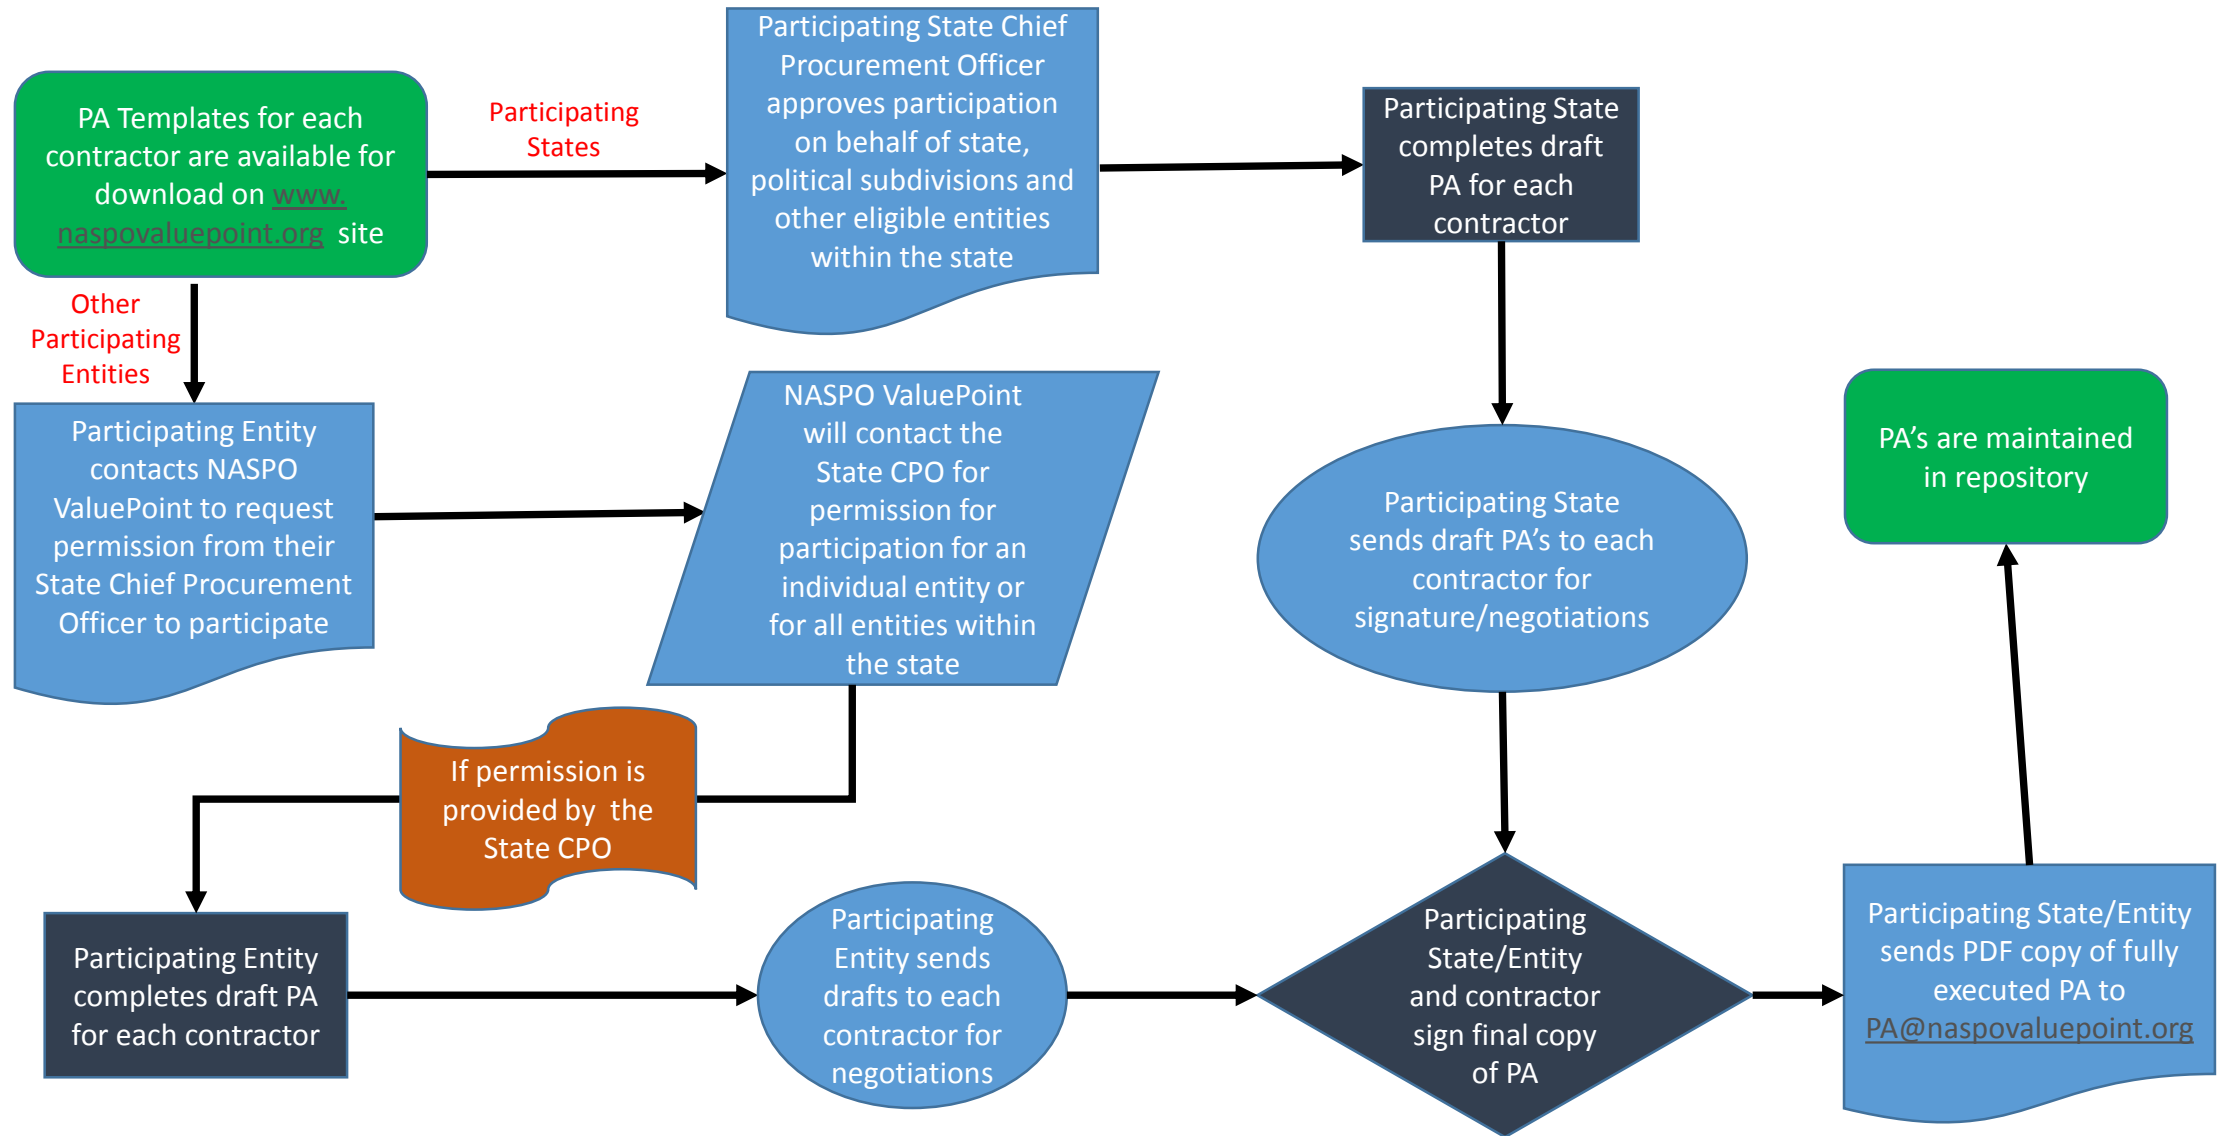 PA Templates for each
contractor are available for
download on www.
naspovaluepoint.org site
Participating
States
Participating State Chief
Procurement Officer
approves participation
on behalf of state,
political subdivisions and
other eligible entities
within the state
Participating State
completes draft
PA for each
contractor
Other
Participating
Entities
Participating Entity
contacts NASPO
ValuePoint to request
permission from their
State Chief Procurement
Officer to participate
NASPO ValuePoint
will contact the
State CPO for
permission for
participation for an
individual entity or
for all entities within
the state
Participating State
sends draft PA's to each
contractor for
signature/negotiations
PA's are maintained
in repository
If permission is
provided by the
State CPO
Participating Entity
completes draft PA
for each contractor
Participating
Entity sends
drafts to each
contractor for
negotiations
Participating
State/Entity
and contractor
sign final copy
of PA
Participating State/Entity
sends PDF copy of fully
executed PA to
PA@naspovaluepoint.org